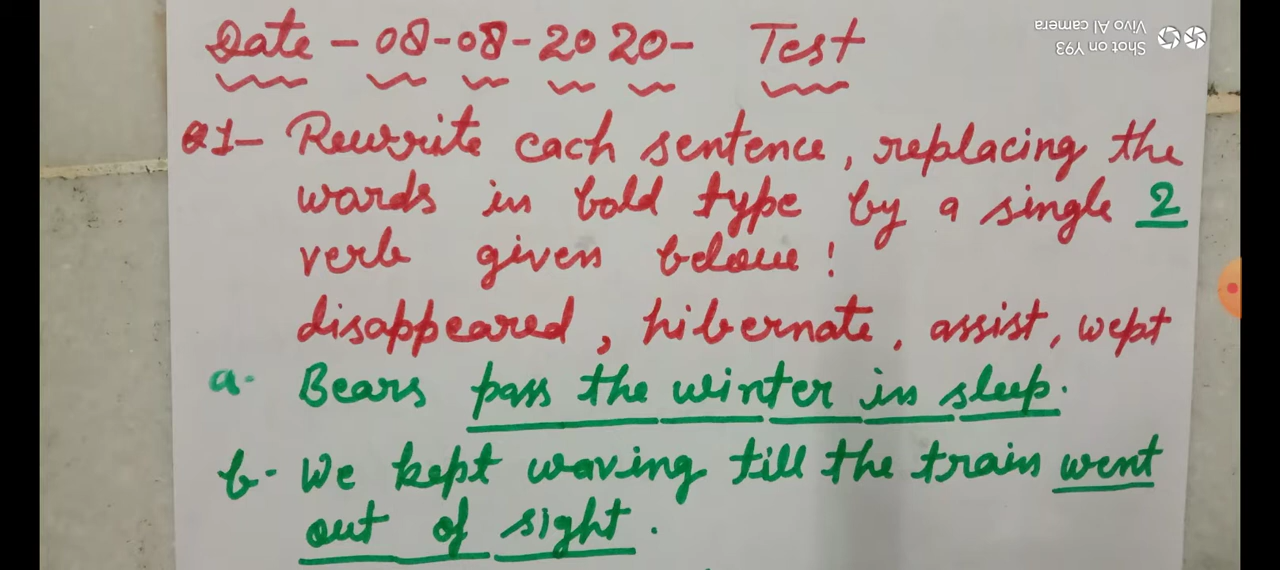 Date - 08-08-2020- Test
Shot on Y93
Vivo AI camera
Q1- Rewrite each sentence, replacing the
words in bold type by a single 2
verb given below:
disappeared, hibernate, assist, wept
a. Bears pass the winter in sleep.
b- We kept waving till the train went
out of sight.